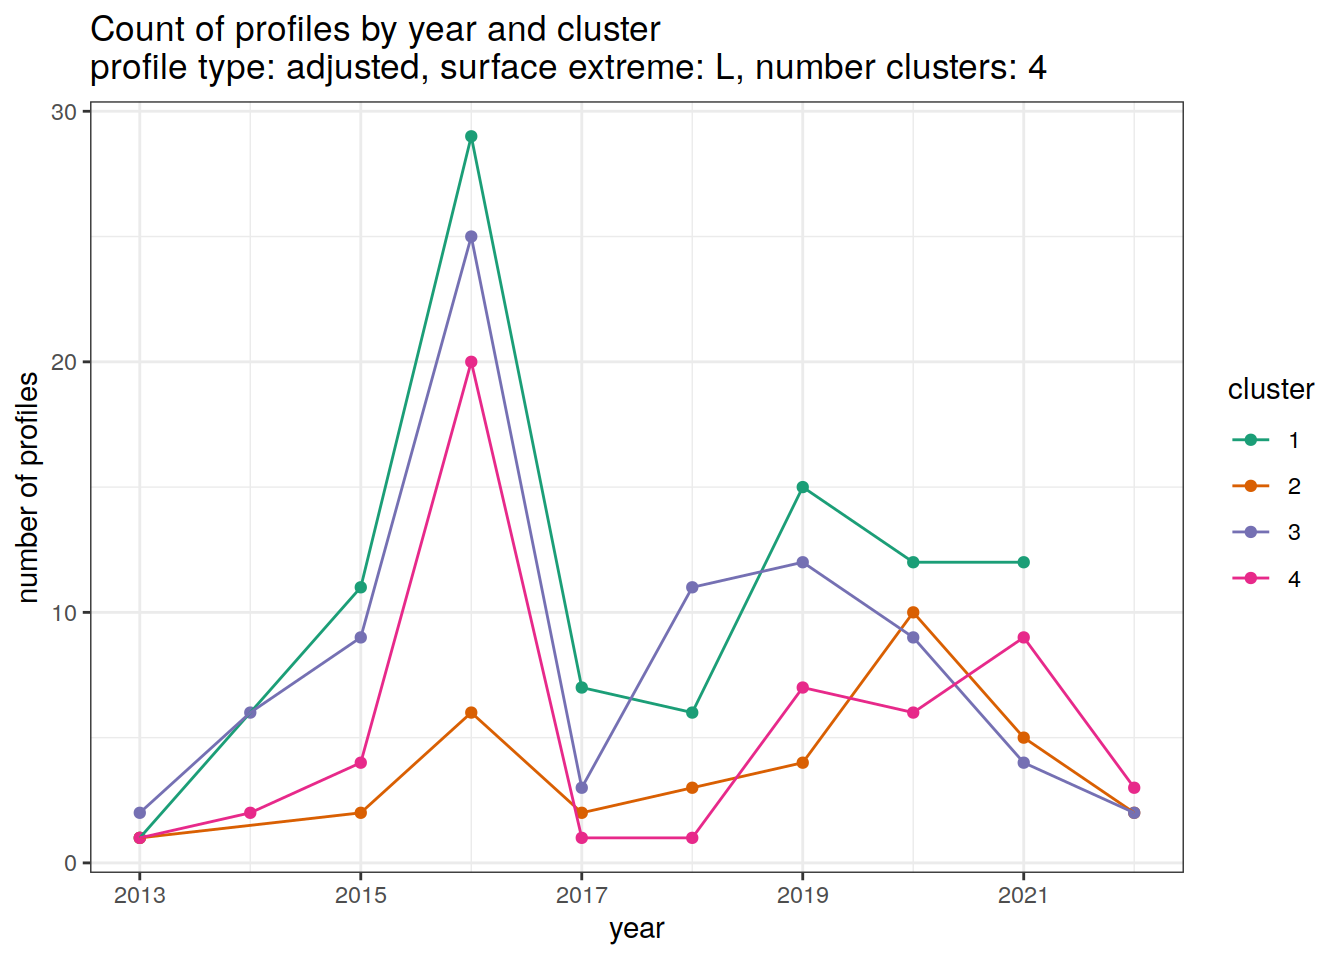 Count of profiles by year and cluster
profile type: adjusted, surface extreme: L, number clusters: 4
30
20
10
0
number of profiles
2013 2015 2017 2019 2021
year
cluster
1
2
3
4